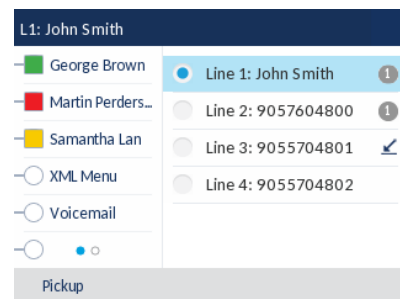 L1: John Smith
George Brown
Martin Perders...
Samantha Lan
XML Menu
Voicemail
Line 1: John Smith 1
Line 2: 9057604800 1
Line 3: 9055704801
Line 4: 9055704802
Pickup